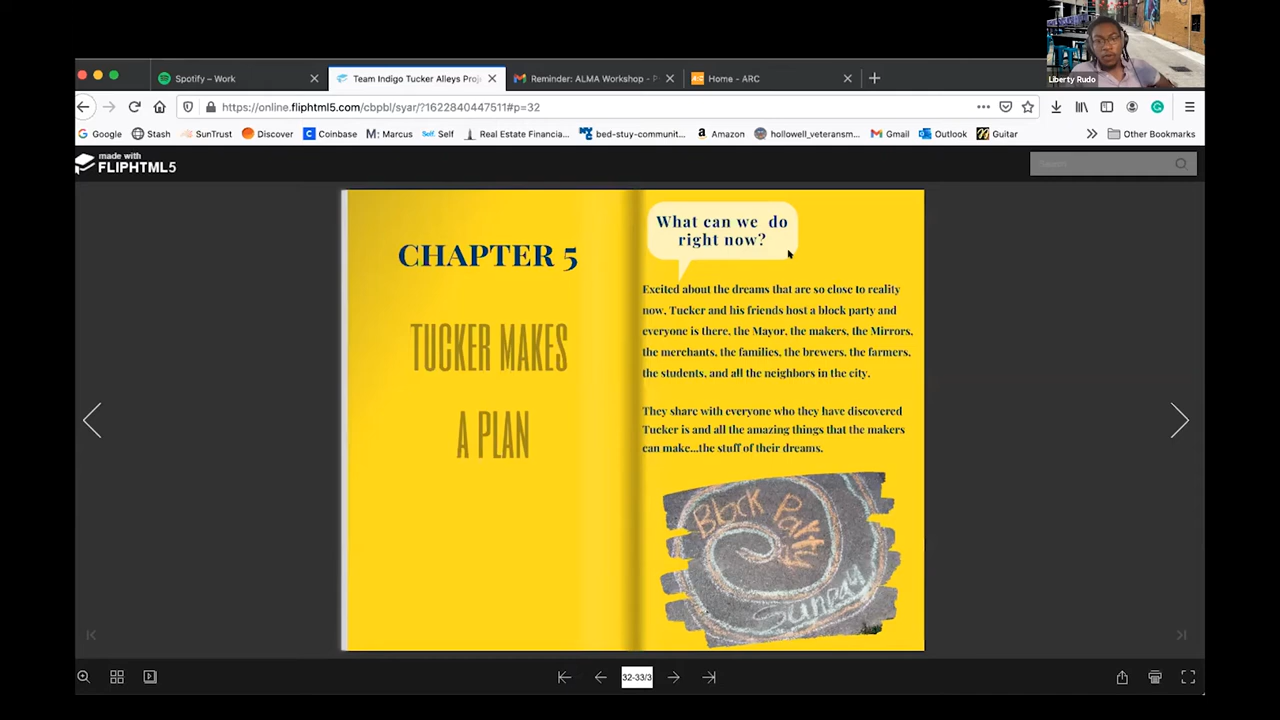 Liberty Rudo
Spotify – Work
Team Indigo Tucker Alleys Proj
Reminder: ALMA Workshop - P
Home - ARC
https://online.fliphtml5.com/cbpbl/syar/?1622840447511#p=32
Google
Stash
SunTrust
Discover
Coinbase
M: Marcus
Self. Self
Real Estate Financia...
bed-stuy-communit...
Amazon
hollowell_veteransm...
Gmail
Outlook
Guitar
Other Bookmarks
made with
FLIPHTML5
CHAPTER 5
TUCKER MAKES
A PLAN
What can we do
right now?
Excited about the dreams that are so close to reality
now, Tucker and his friends host a block party and
everyone is there, the Mayor, the makers, the Mirrors,
the merchants, the families, the brewers, the farmers,
the students, and all the neighbors in the city.
They share with everyone who they have discovered
Tucker is and all the amazing things that the makers
can make...the stuff of their dreams.
Block Party
Sunday
32-33/3